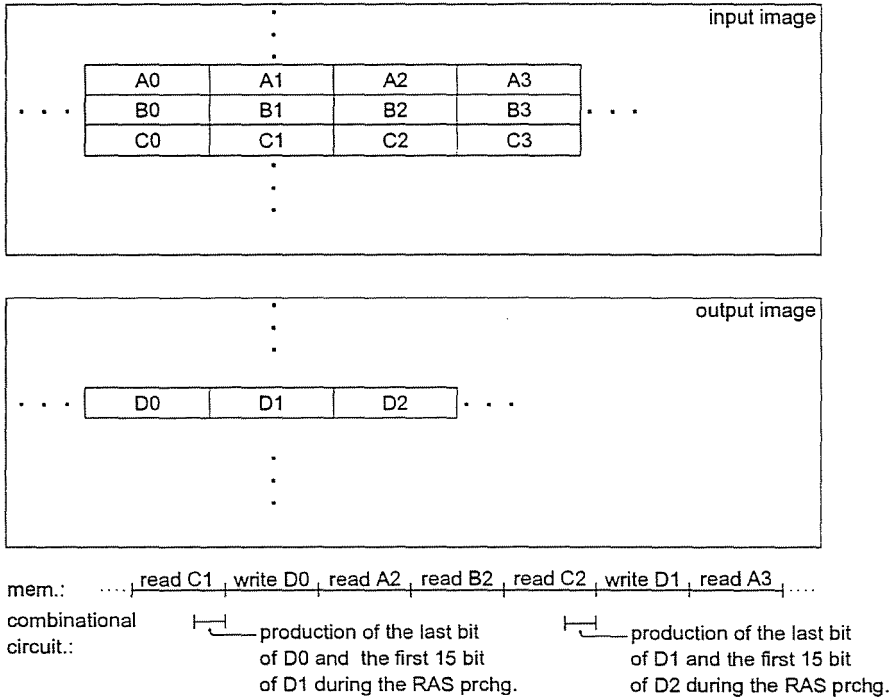 input image
A0 A1 A2 A3
. . . B0 B1 B2 B3 . . .
C0 C1 C2 C3
output image
. . . D0 D1 D2 . . .
mem.: ···· read C1 write D0 read A2 read B2 read C2 write D1 read A3 ····
combinational
circuit.:
production of the last bit
of D0 and the first 15 bit
of D1 during the RAS prchg.
production of the last bit
of D1 and the first 15 bit
of D2 during the RAS prchg.